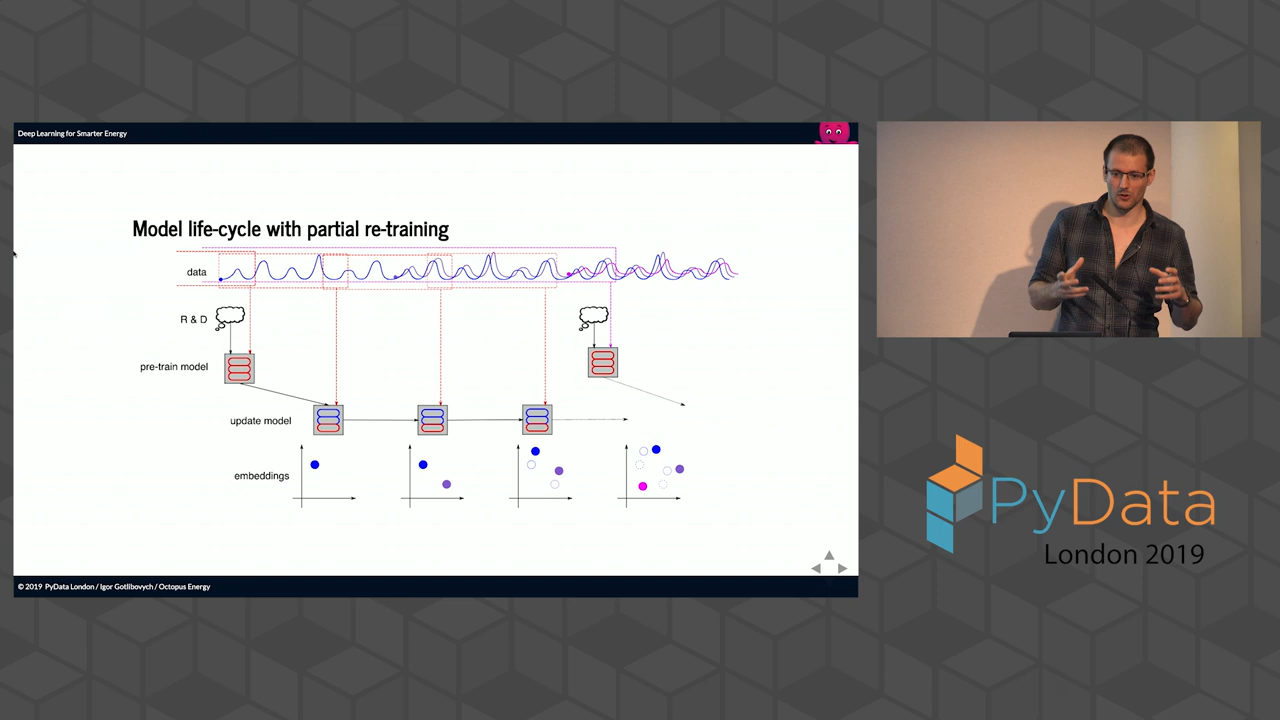 Deep Learning for Smarter Energy
Model life-cycle with partial re-training
data
R & D
pre-train model
update model
embeddings
© 2019 PyData London / Igor Gotlibovych / Octopus Energy
PyData
London 2019